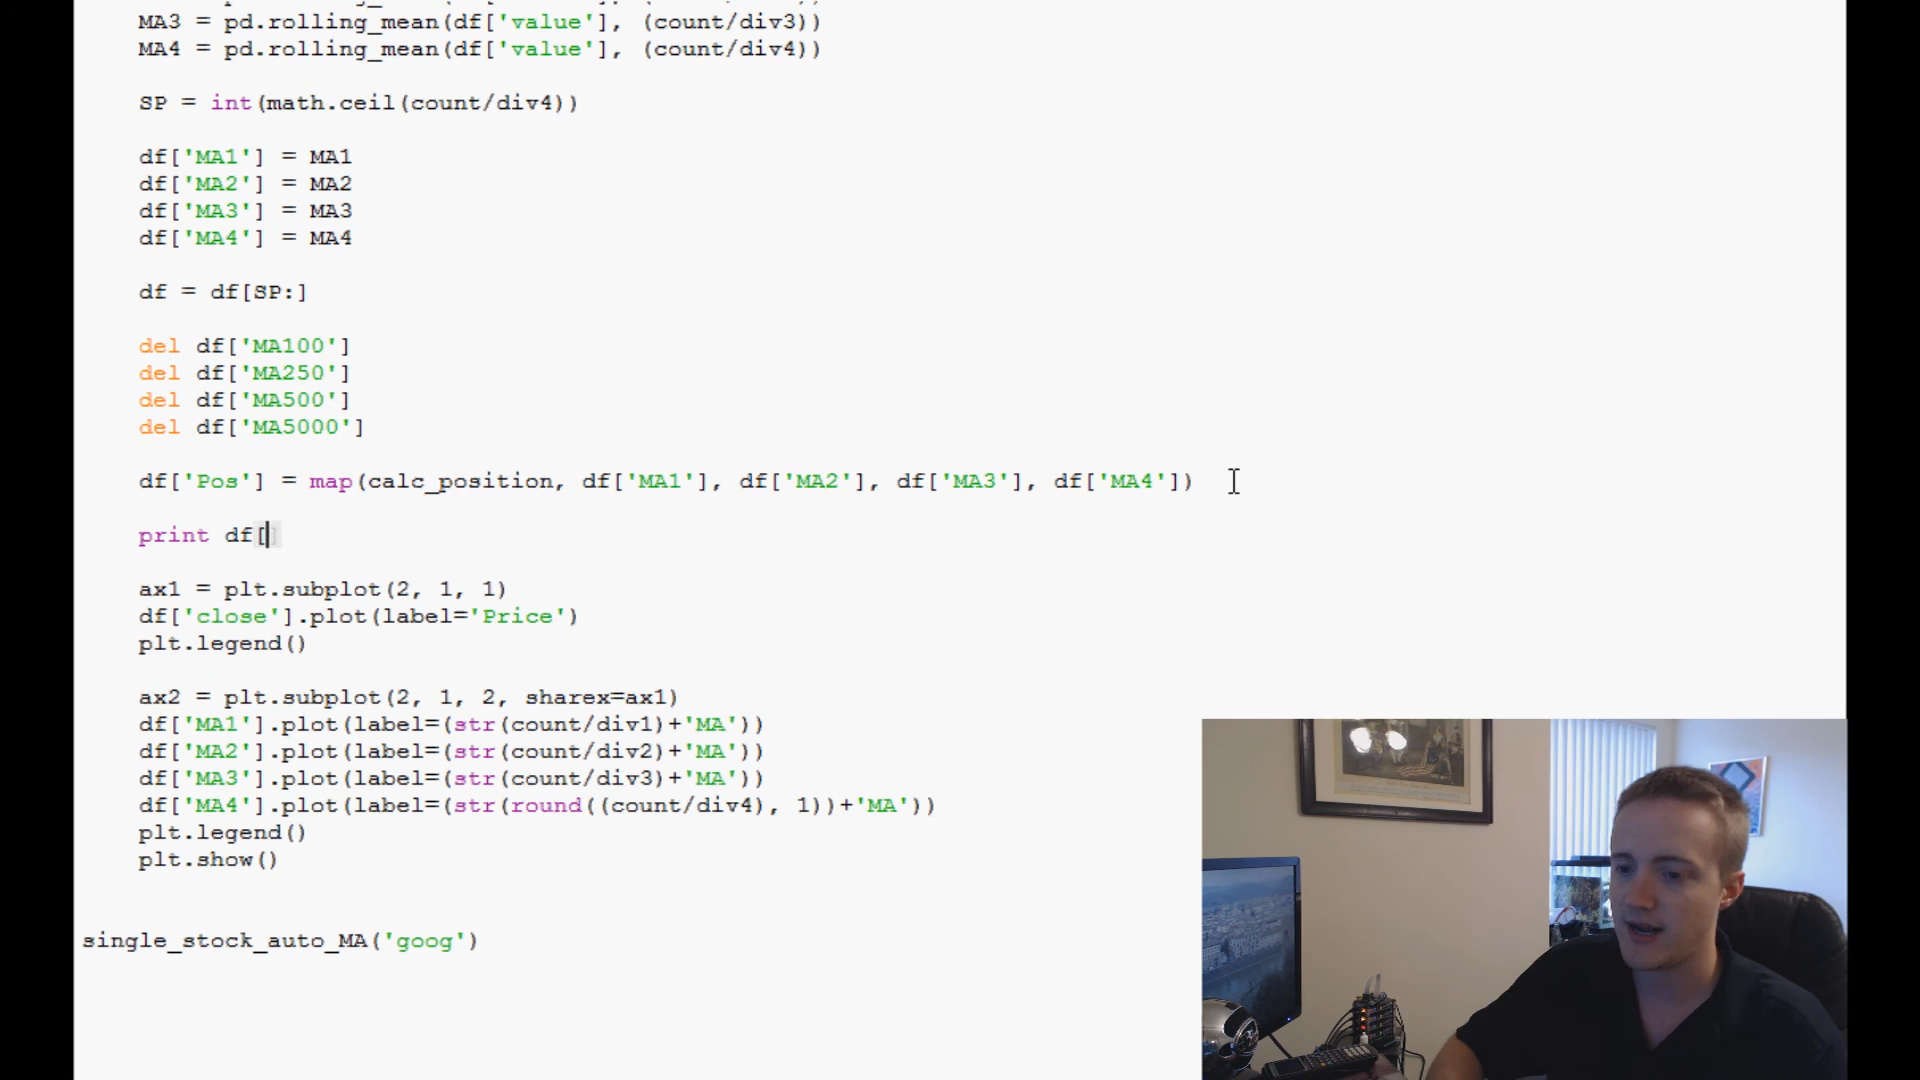 MA3 = pd.rolling_mean(df['value'], (count/div3))
MA4 = pd.rolling_mean(df['value'], (count/div4))
SP = int(math.ceil(count/div4))
df['MA1'] = MA1
df['MA2'] = MA2
df['MA3'] = MA3
df['MA4'] = MA4
df = df[SP:]
del df['MA100']
del df['MA250']
del df['MA500']
del df['MA5000']
df['Pos'] = map(calc_position, df['MA1'], df['MA2'], df['MA3'], df['MA4'])
print df[]
ax1 = plt.subplot(2, 1, 1)
df['close'].plot(label='Price')
plt.legend()
ax2 = plt.subplot(2, 1, 2, sharex=ax1)
df['MA1'].plot(label=(str(count/div1)+'MA'))
df['MA2'].plot(label=(str(count/div2)+'MA'))
df['MA3'].plot(label=(str(count/div3)+'MA'))
df['MA4'].plot(label=(str(round((count/div4), 1))+'MA'))
plt.legend()
plt.show()
single_stock_auto_MA('goog')